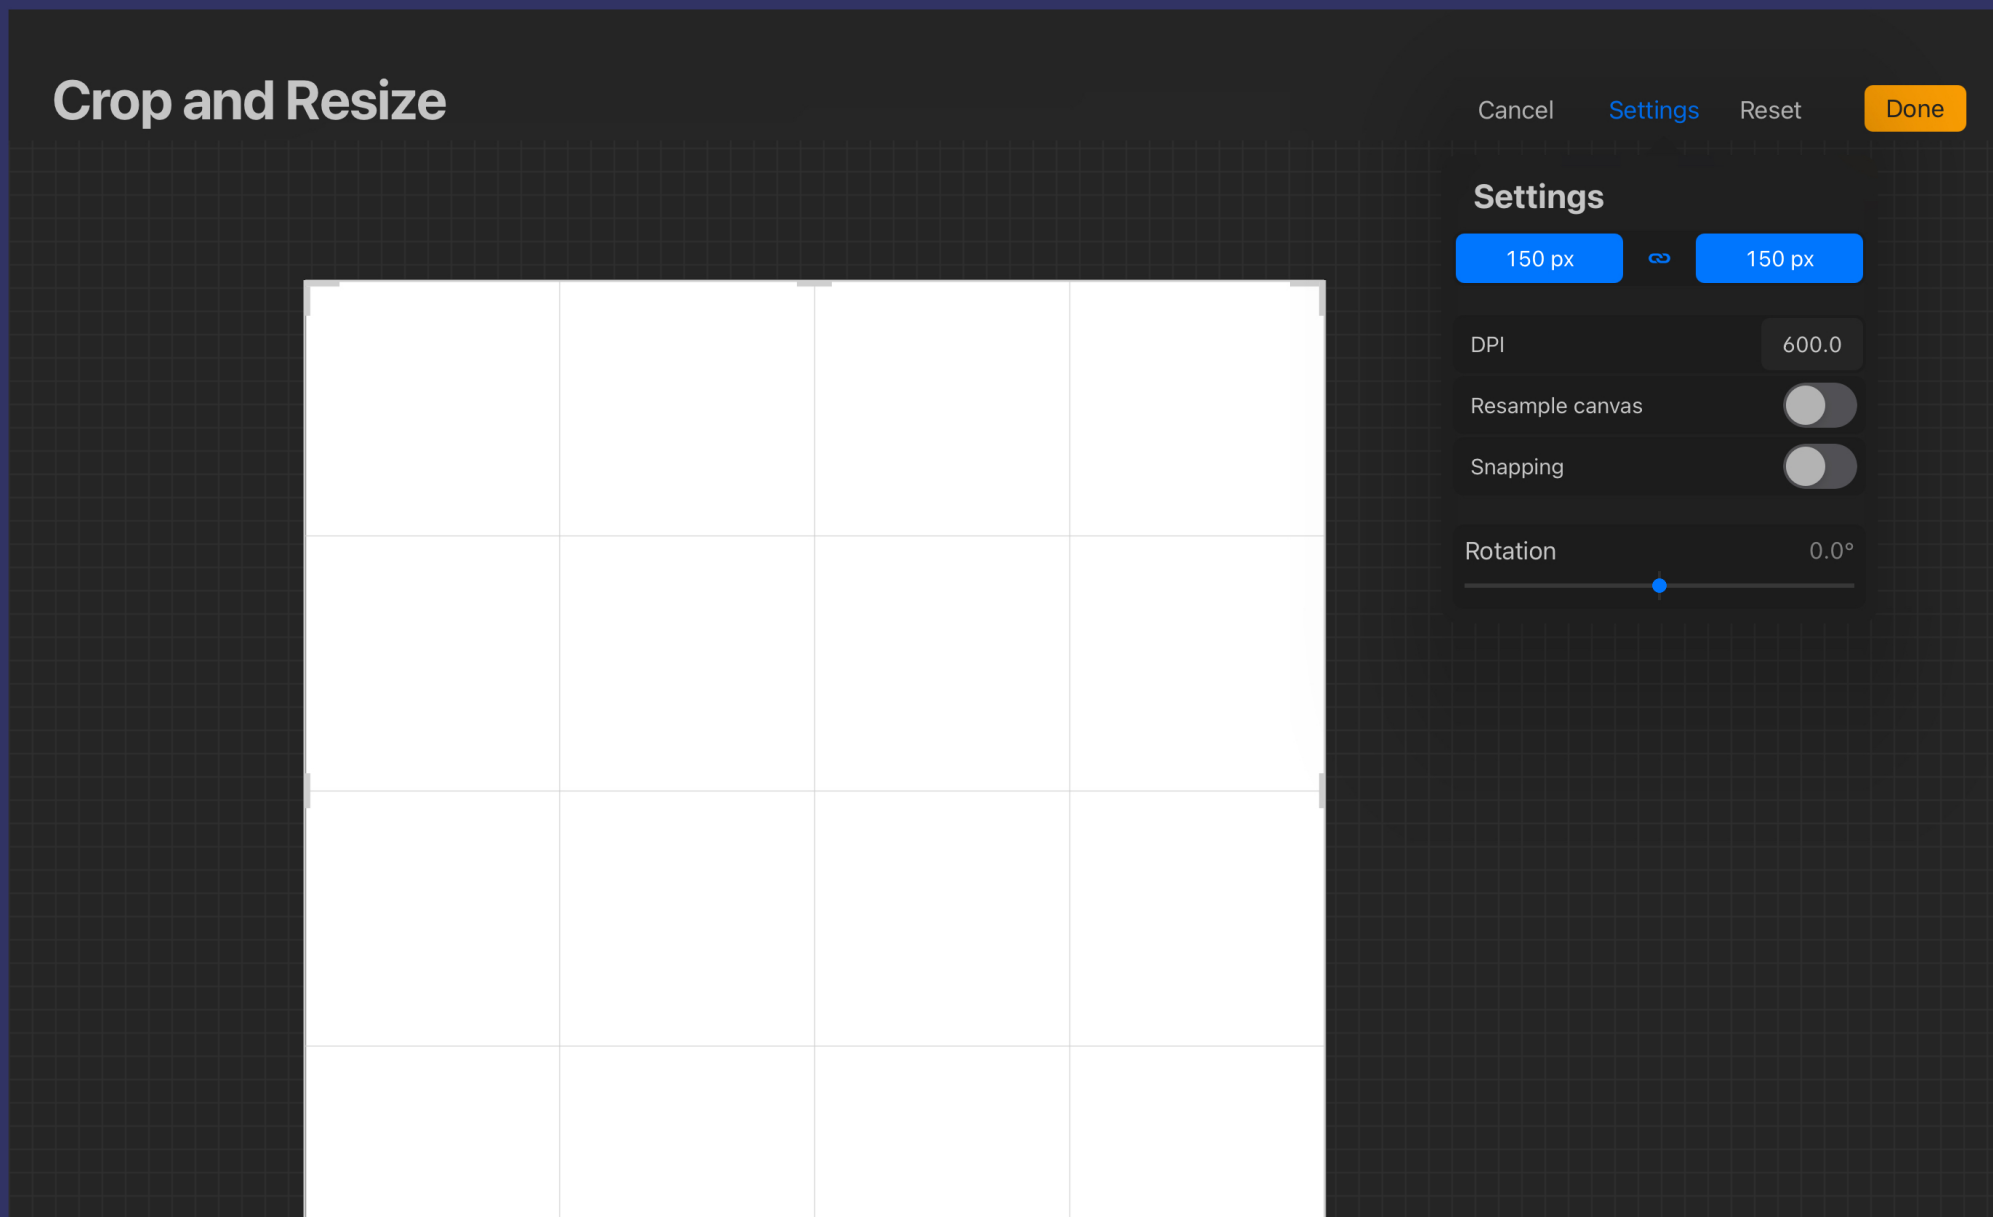 Crop and Resize
Cancel
Settings
Reset
Done
Settings
150 px
150 px
DPI
600.0
Resample canvas
Snapping
Rotation
0.0°